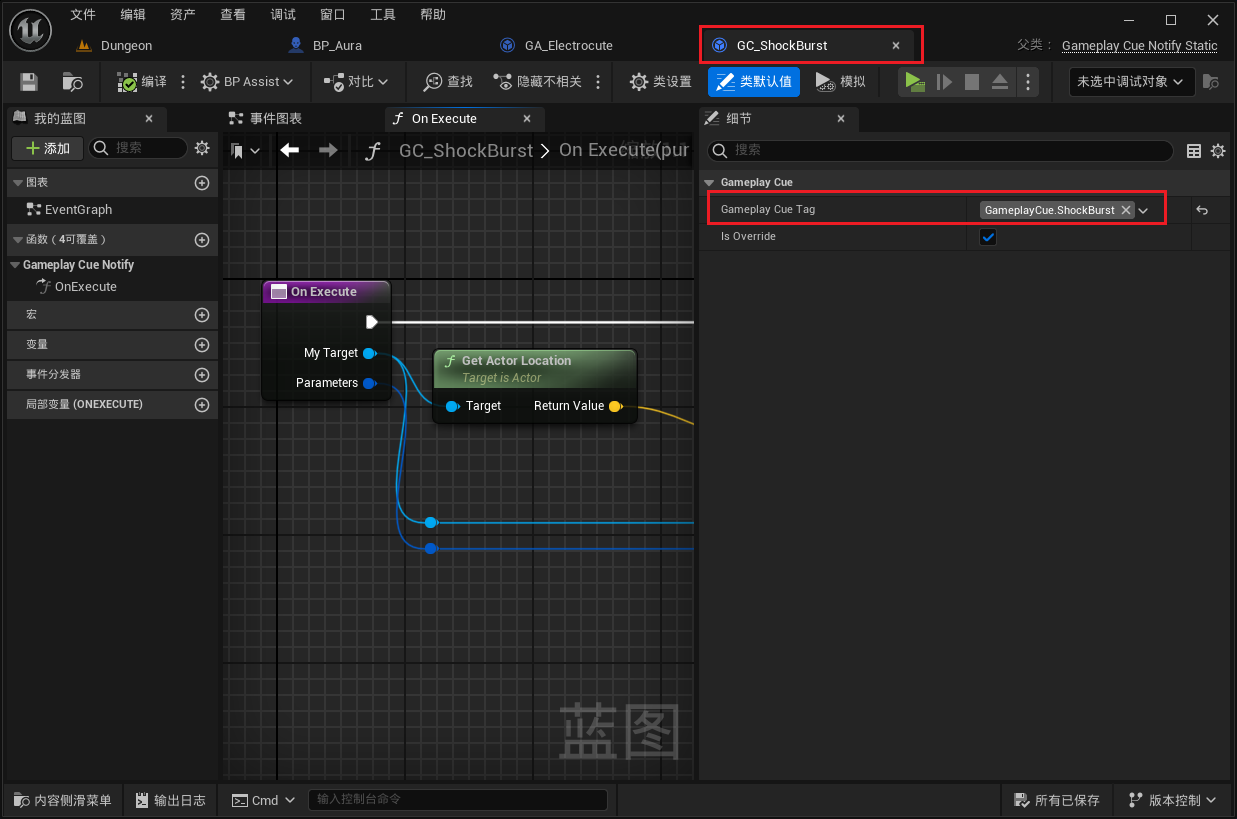 文件 编辑 资产 查看 调试 窗口 工具 帮助
Dungeon BP_Aura GA_Electrocute GC_ShockBurst 父类： Gameplay Cue Notify Static
编译 BP Assist 对比 查找 隐藏不相关 类设置 类默认值 模拟 未选中调试对象
我的蓝图 事件图表 On Execute 细节
添加 搜索 GC_ShockBurst On Execute(pur 搜索
图表
Gameplay Cue
EventGraph
Gameplay Cue Tag GameplayCue.ShockBurst
函数（4可覆盖）
Is Override
Gameplay Cue Notify
OnExecute
宏
变量
事件分发器
局部变量 (ONEXECUTE)
On Execute
My Target
Parameters
Get Actor Location
Target is Actor
Target Return Value
蓝图
内容侧滑菜单 输出日志 Cmd 输入控制台命令 所有已保存 版本控制